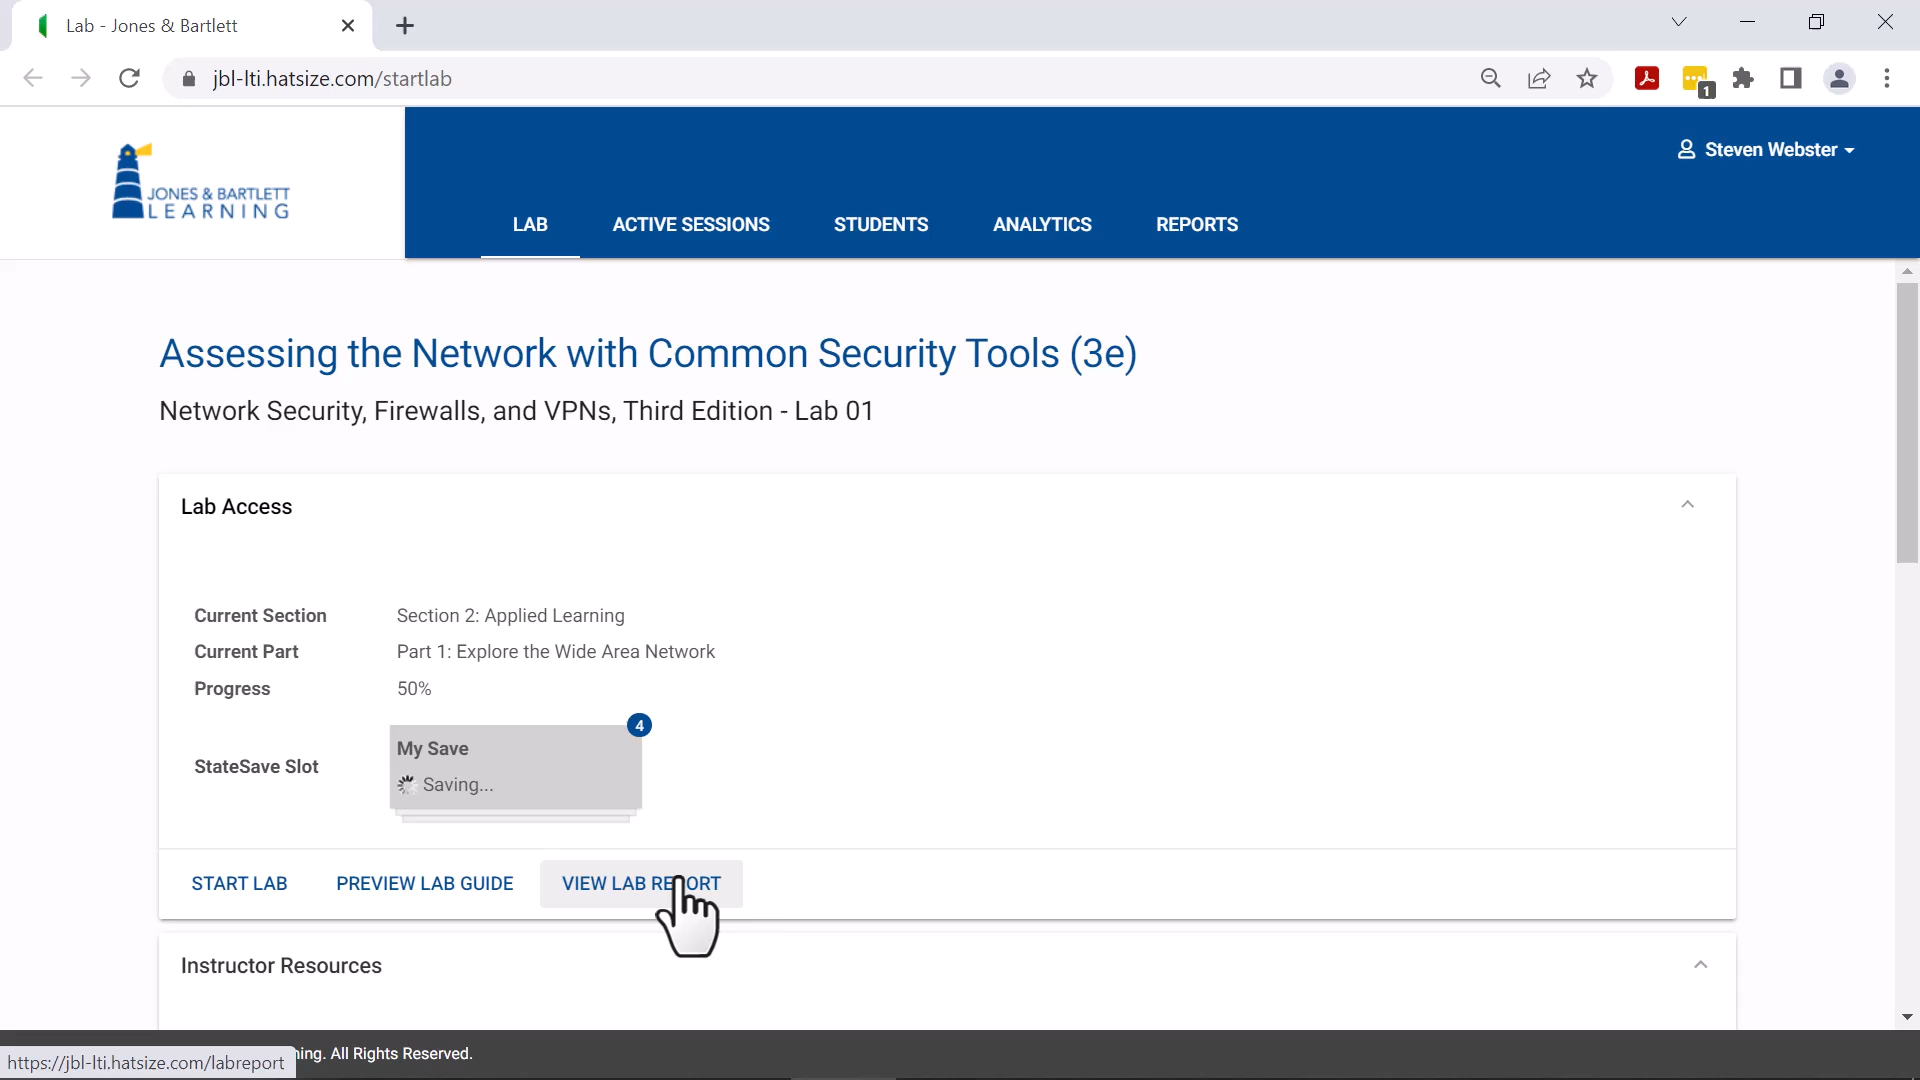 Lab - Jones & Bartlett
jbl-lti.hatsize.com/startlab
1
JONES & BARTLETT
LEARNING
Steven Webster
LAB
ACTIVE SESSIONS
STUDENTS
ANALYTICS
REPORTS
Assessing the Network with Common Security Tools (3e)
Network Security, Firewalls, and VPNs, Third Edition - Lab 01
Lab Access
Current Section
Section 2: Applied Learning
Current Part
Part 1: Explore the Wide Area Network
Progress
50%
4
My Save
StateSave Slot
Saving...
START LAB
PREVIEW LAB GUIDE
VIEW LAB REPORT
Instructor Resources
ning. All Rights Reserved.
https://jbl-lti.hatsize.com/labreport